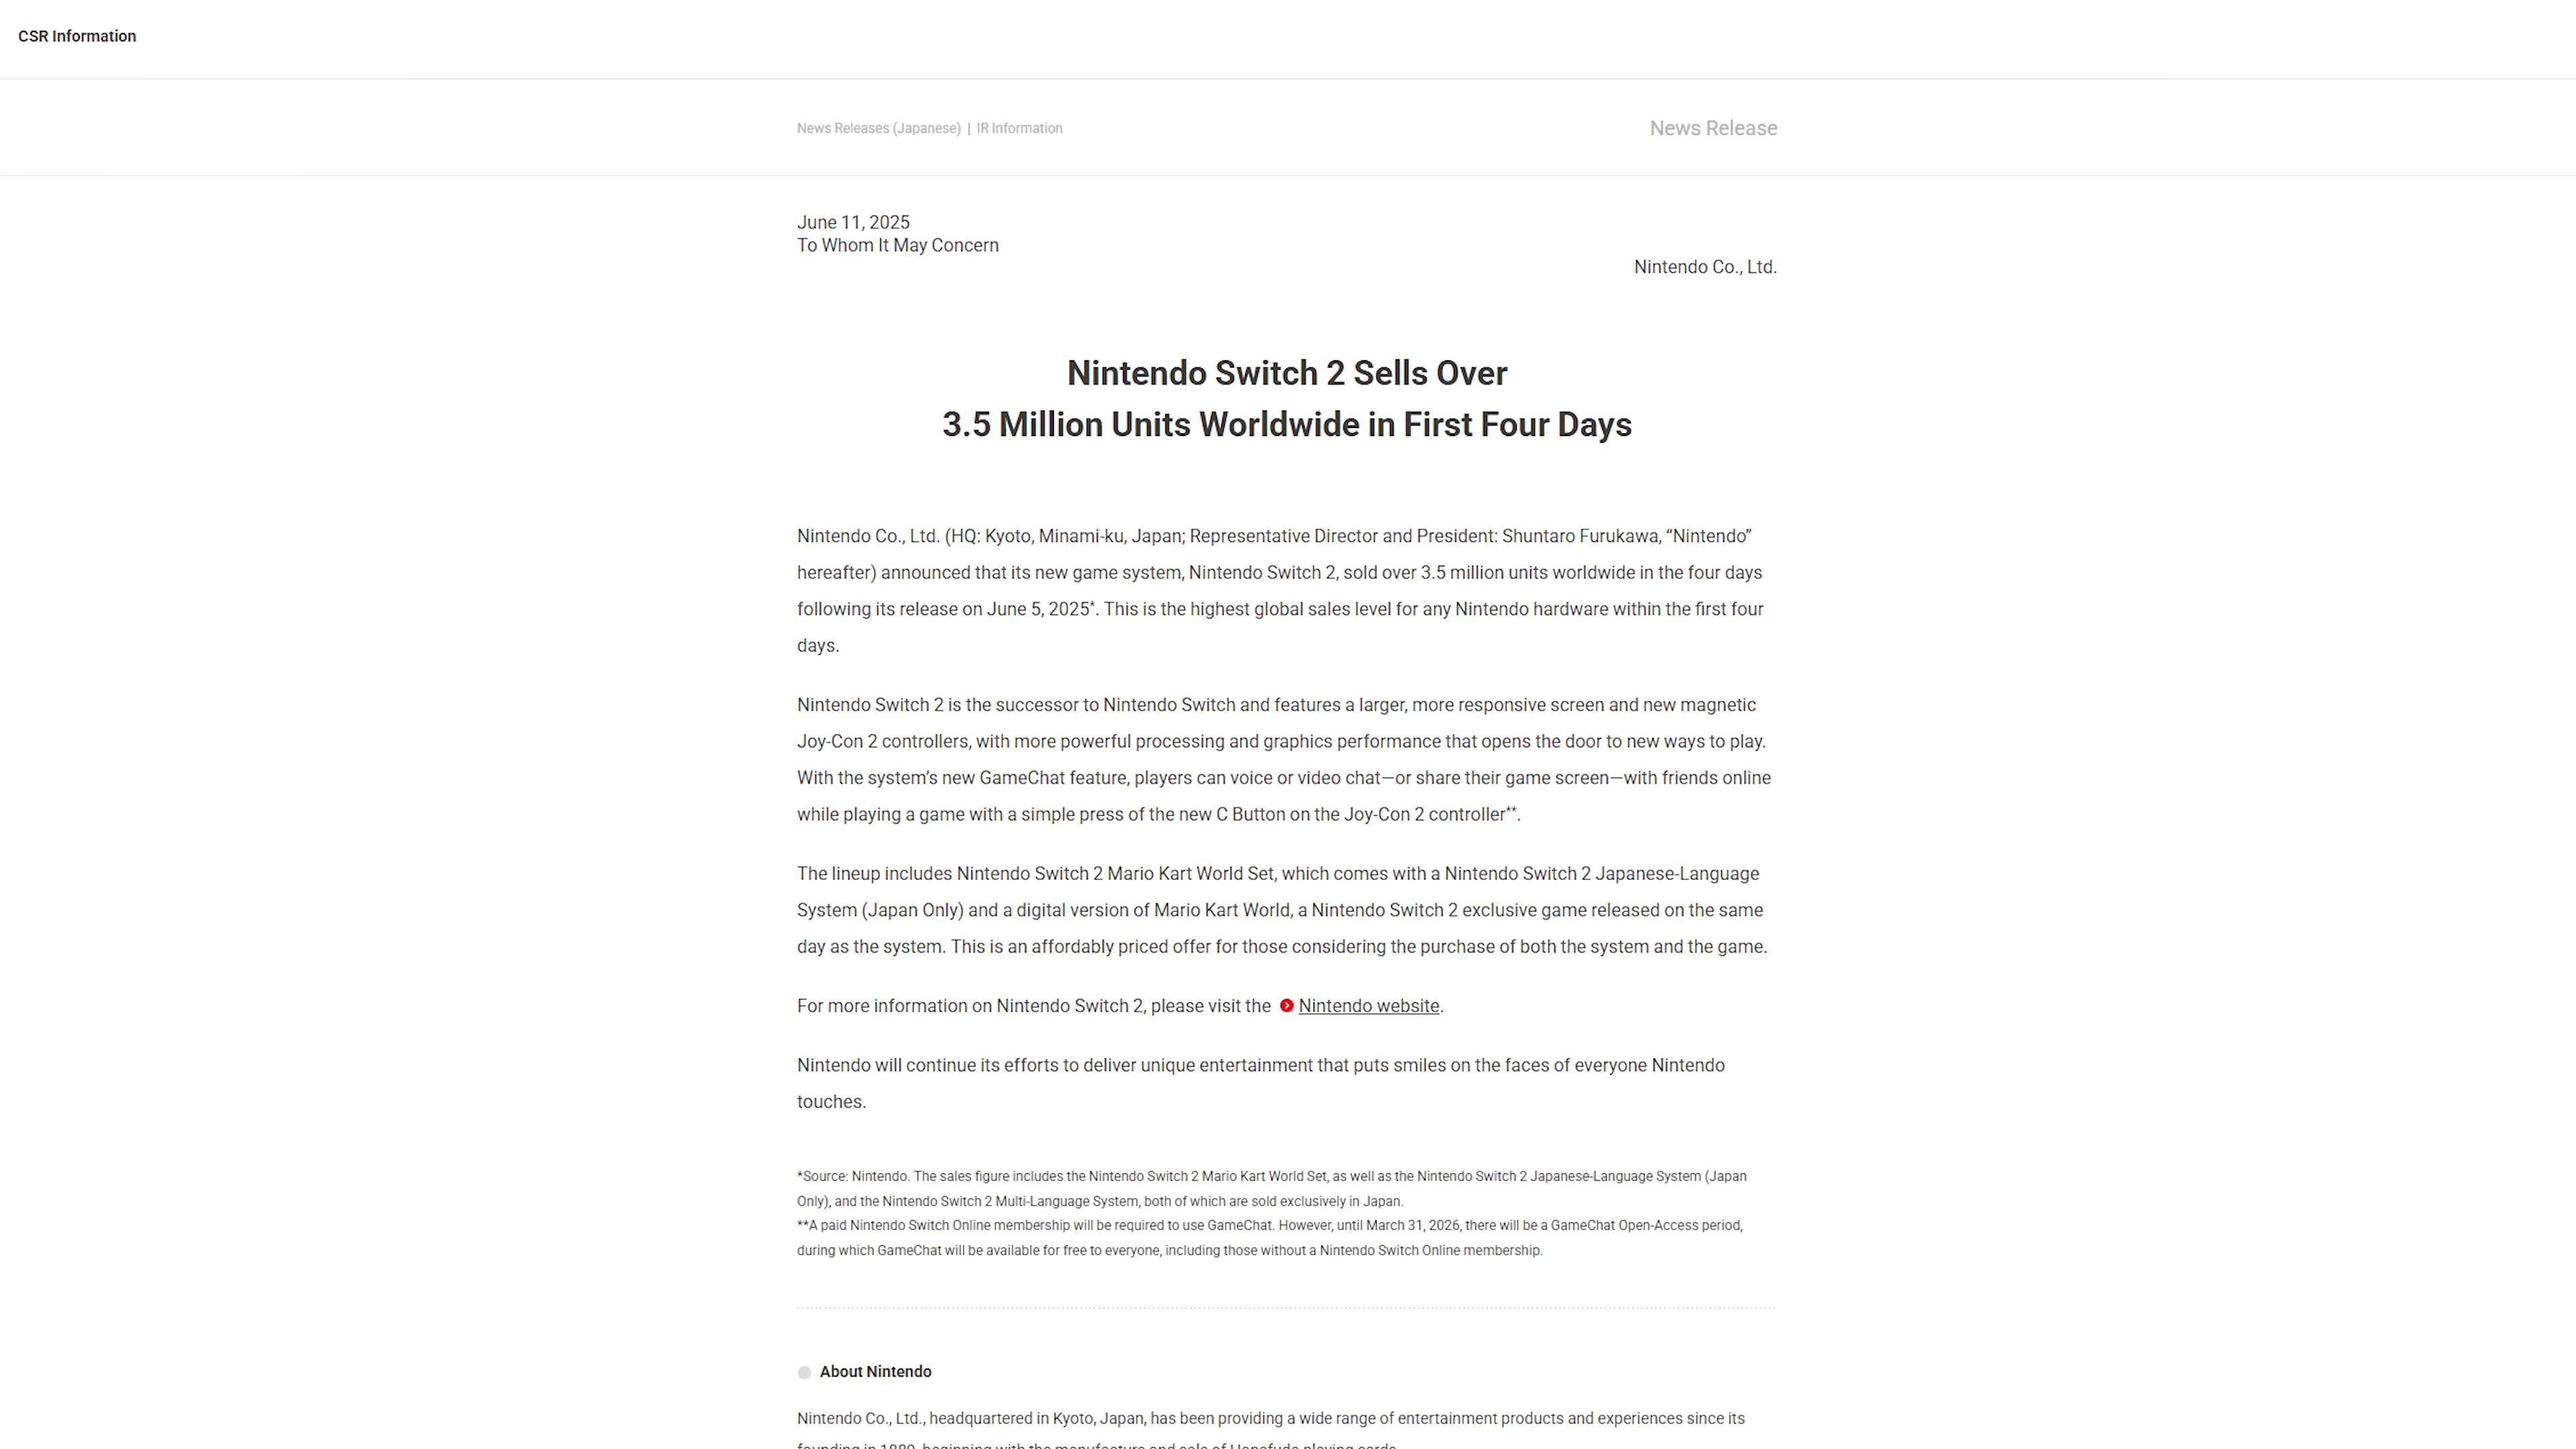 CSR Information
News Releases (Japanese) | IR Information
News Release
June 11, 2025
To Whom It May Concern
Nintendo Co., Ltd.
Nintendo Switch 2 Sells Over
3.5 Million Units Worldwide in First Four Days
Nintendo Co., Ltd. (HQ: Kyoto, Minami-ku, Japan; Representative Director and President: Shuntaro Furukawa, “Nintendo”
hereafter) announced that its new game system, Nintendo Switch 2, sold over 3.5 million units worldwide in the four days
following its release on June 5, 2025*. This is the highest global sales level for any Nintendo hardware within the first four
days.
Nintendo Switch 2 is the successor to Nintendo Switch and features a larger, more responsive screen and new magnetic
Joy-Con 2 controllers, with more powerful processing and graphics performance that opens the door to new ways to play.
With the system’s new GameChat feature, players can voice or video chat—or share their game screen—with friends online
while playing a game with a simple press of the new C Button on the Joy-Con 2 controller**.
The lineup includes Nintendo Switch 2 Mario Kart World Set, which comes with a Nintendo Switch 2 Japanese-Language
System (Japan Only) and a digital version of Mario Kart World, a Nintendo Switch 2 exclusive game released on the same
day as the system. This is an affordably priced offer for those considering the purchase of both the system and the game.
For more information on Nintendo Switch 2, please visit the Nintendo website.
Nintendo will continue its efforts to deliver unique entertainment that puts smiles on the faces of everyone Nintendo
touches.
*Source: Nintendo. The sales figure includes the Nintendo Switch 2 Mario Kart World Set, as well as the Nintendo Switch 2 Japanese-Language System (Japan
Only), and the Nintendo Switch 2 Multi-Language System, both of which are sold exclusively in Japan.
**A paid Nintendo Switch Online membership will be required to use GameChat. However, until March 31, 2026, there will be a GameChat Open-Access period,
during which GameChat will be available for free to everyone, including those without a Nintendo Switch Online membership.
About Nintendo
Nintendo Co., Ltd., headquartered in Kyoto, Japan, has been providing a wide range of entertainment products and experiences since its
founding in 1889, beginning with the manufacture and sale of Hanafuda playing cards.